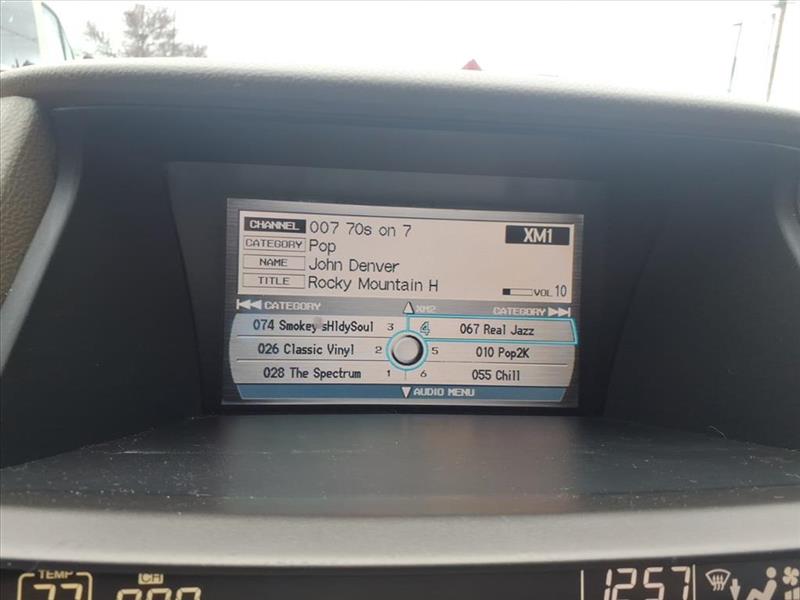 CHANNEL 007 70s on 7 XM1
CATEGORY Pop
NAME John Denver
TITLE Rocky Mountain H VOL 10
CATEGORY XM2 CATEGORY
074 Smokey'sHldySoul 3 4 067 Real Jazz
026 Classic Vinyl 2 5 010 Pop2K
028 The Spectrum 1 6 055 Chill
AUDIO MENU
TEMP CH
77 1257